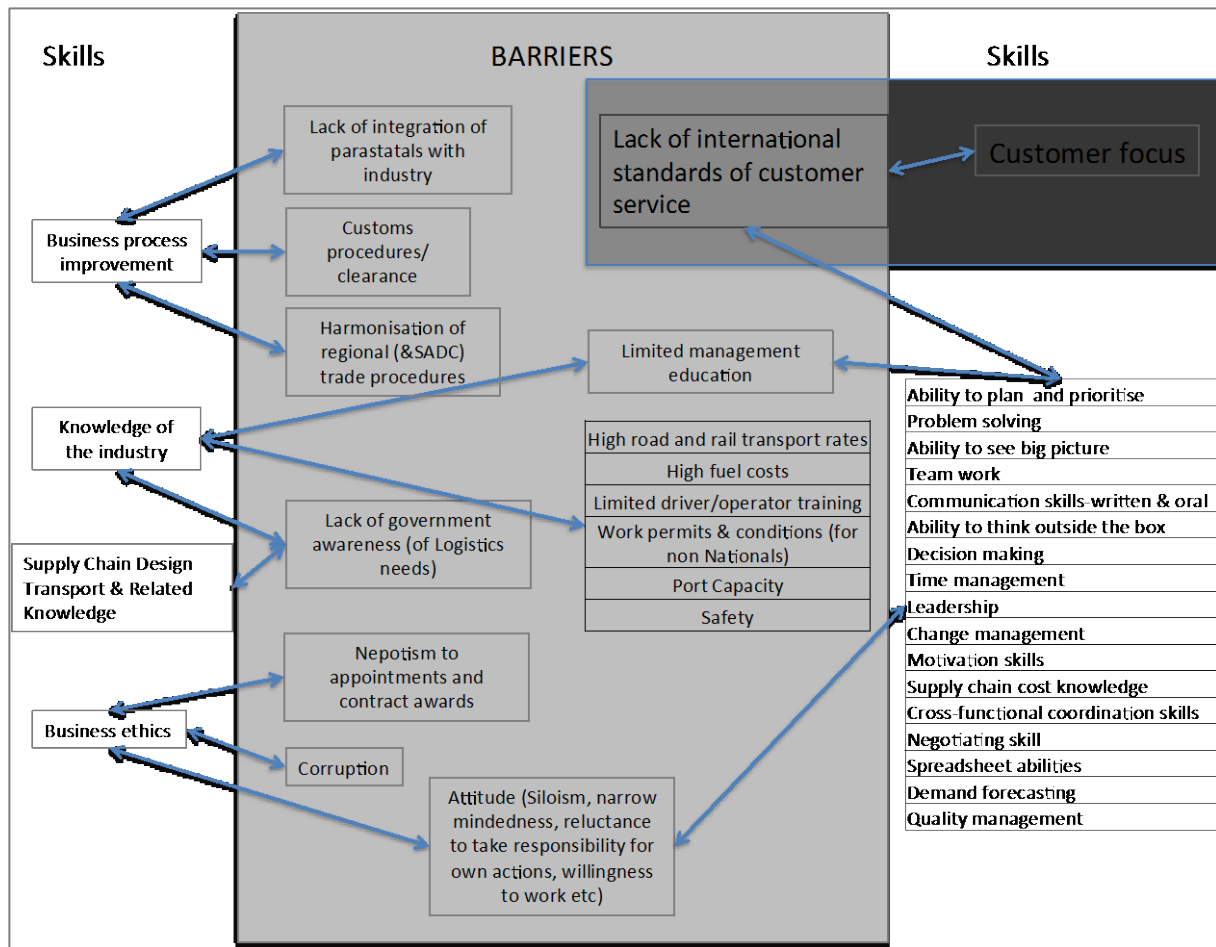 Skills
BARRIERS
Skills
Lack of integration of
parastatals with
industry
Lack of international
standards of customer
service
Customer focus
Business process
improvement
Customs
procedures/
clearance
Harmonisation of
regional (&SADC)
trade procedures
Limited management
education
Knowledge of
the industry
High road and rail transport rates
High fuel costs
Limited driver/operator training
Work permits & conditions (for
non Nationals)
Port Capacity
Safety
Lack of government
awareness (of Logistics
needs)
Supply Chain Design
Transport & Related
Knowledge
Nepotism to
appointments and
contract awards
Business ethics
Corruption
Attitude (Siloism, narrow
mindedness, reluctance
to take responsibility for
own actions, willingness
to work etc)
Ability to plan and prioritise
Problem solving
Ability to see big picture
Team work
Communication skills-written & oral
Ability to think outside the box
Decision making
Time management
Leadership
Change management
Motivation skills
Supply chain cost knowledge
Cross-functional coordination skills
Negotiating skill
Spreadsheet abilities
Demand forecasting
Quality management